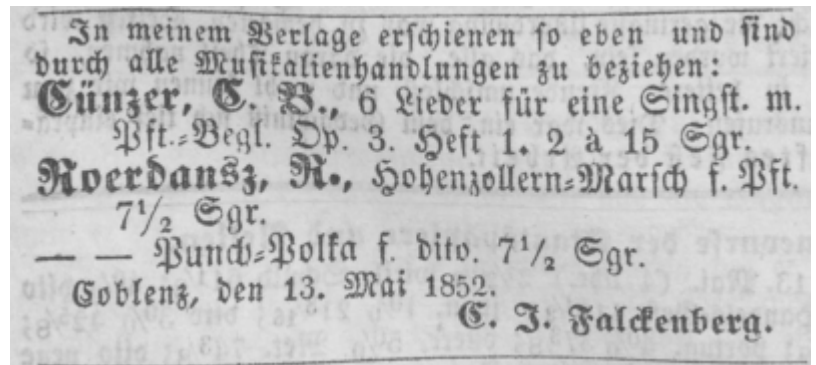 In meinem Verlage erschienen so eben und sind
durch alle Musikalienhandlungen zu beziehen:
Günzer, C. B., 6 Lieder für eine Singst. m.
Pft.=Begl. Op. 3. Heft 1. 2 à 15 Sgr.
Roerdansz, R., Hohenzollern=Marsch f. Pft.
7½ Sgr.
— — Punch=Polka f. dito. 7½ Sgr.
Coblenz, den 13. Mai 1852.
C. J. Falckenberg.